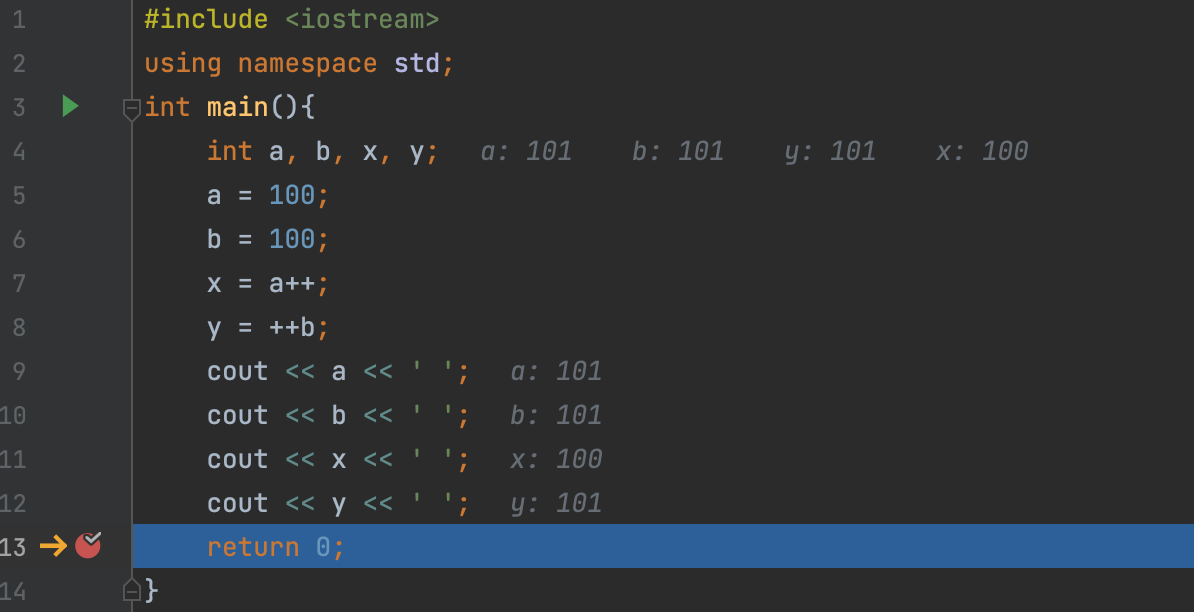 1 #include <iostream>
2 using namespace std;
3 int main(){
4 int a, b, x, y; a: 101 b: 101 y: 101 x: 100
5 a = 100;
6 b = 100;
7 x = a++;
8 y = ++b;
9 cout << a << ' '; a: 101
10 cout << b << ' '; b: 101
11 cout << x << ' '; x: 100
12 cout << y << ' '; y: 101
13 return 0;
14 }